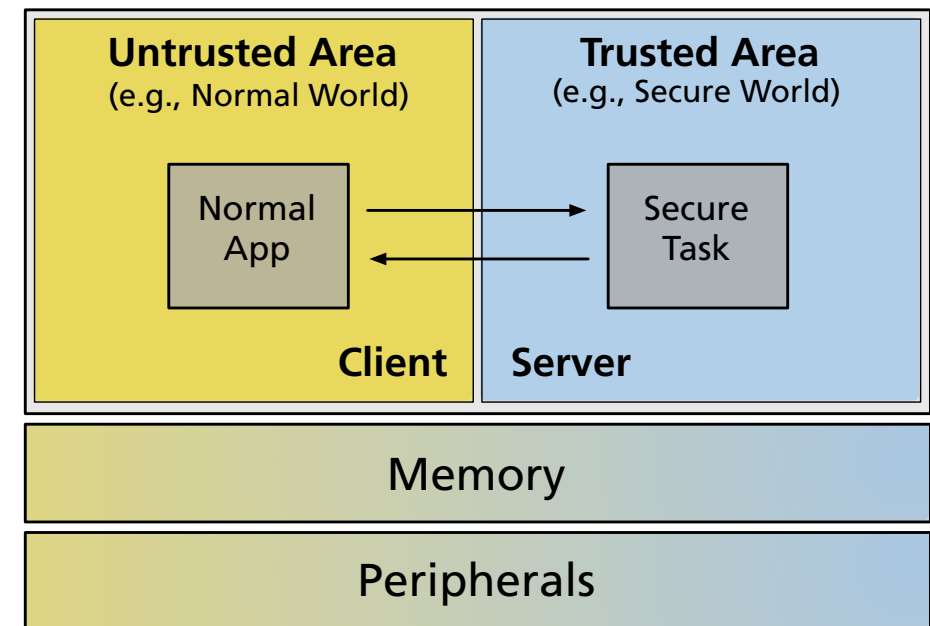 Untrusted Area
(e.g., Normal World)
Trusted Area
(e.g., Secure World)
Normal
App
Secure
Task
Client
Server
Memory
Peripherals